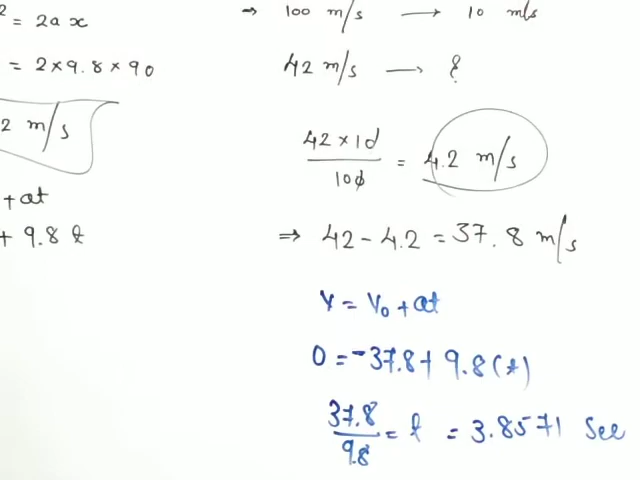 ² = 2ax
= 2×9.8×90
2 m/s
+at
+ 9.8 t
⇒ 100 m/s → 10 m/s
42 m/s → ?
42 × 10
100
= 4.2 m/s
⇒ 42 - 4.2 = 37.8 m/s
V = V₀ + at
0 = -37.8 + 9.8(t)
37.8
9.8
= t = 3.8571 Sec